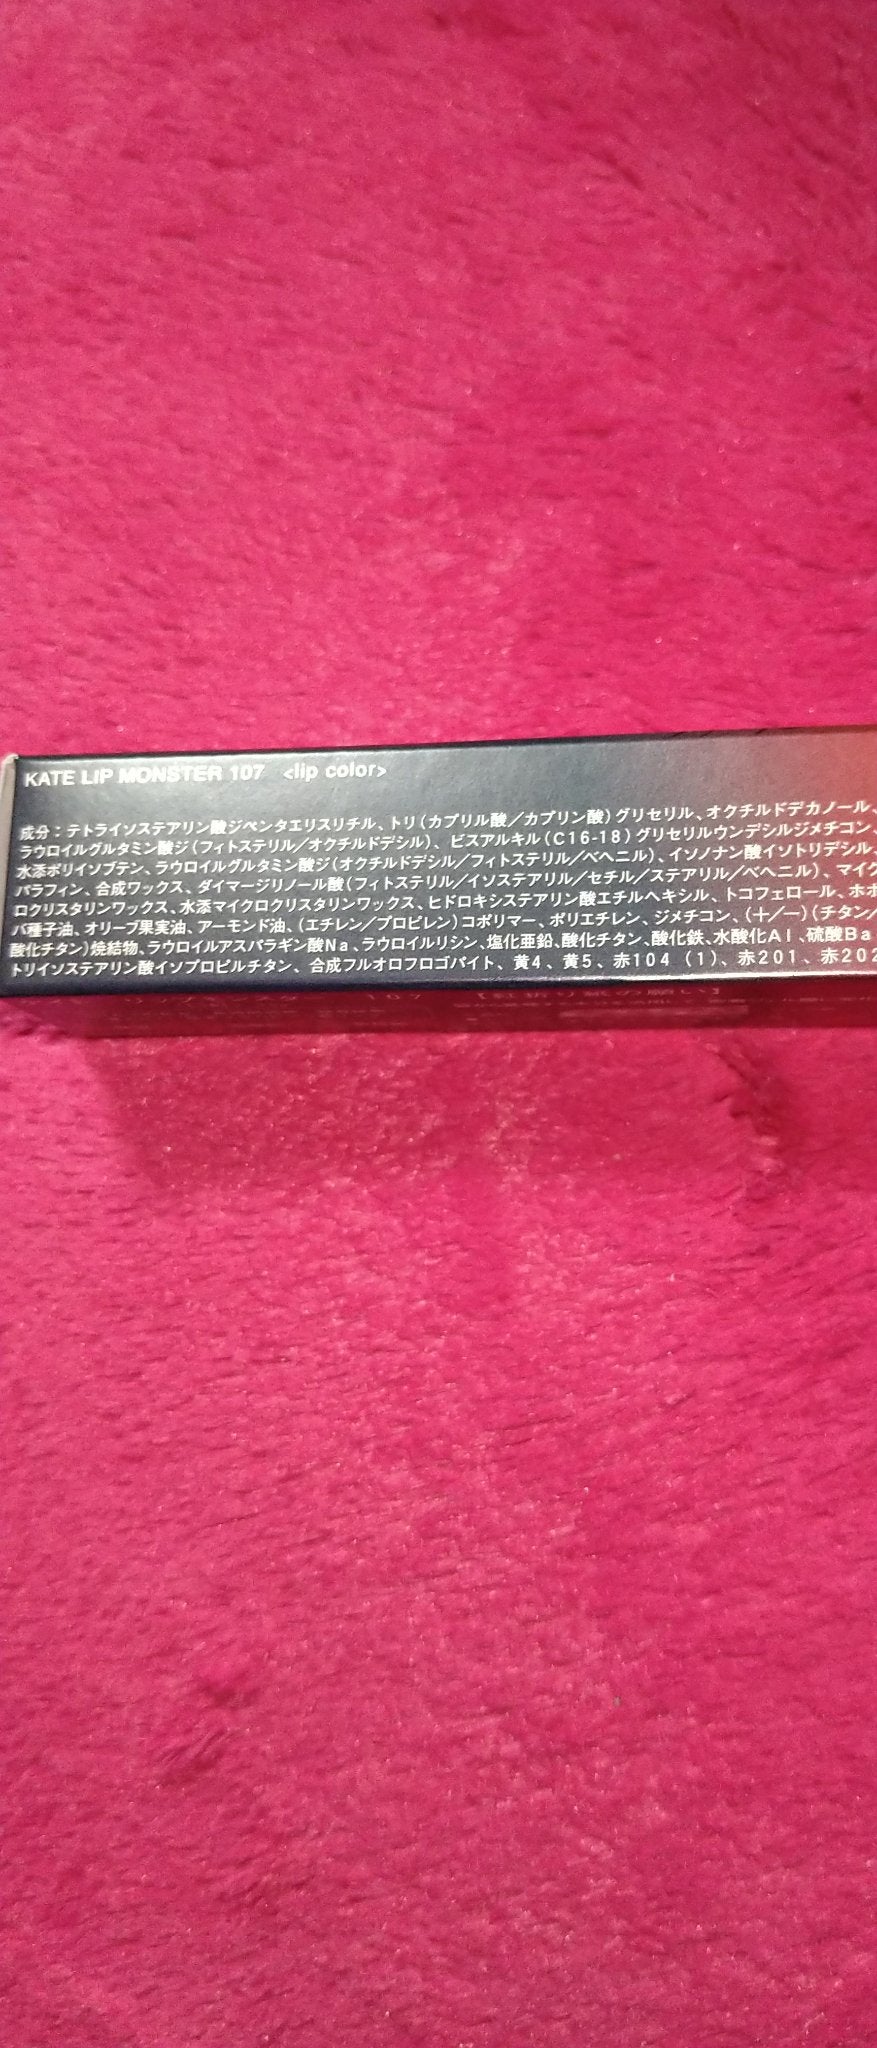 KATE LIP MONSTER 107 <lip color>
成分：テトライソステアリン酸ジペンタエリスリチル、トリ(カプリル酸／カプリン酸)グリセリル、オクチルドデカノール、
ラウロイルグルタミン酸ジ(フィトステリル／オクチルドデシル)、ビスアルキル(C16-18)グリセリルウンデシルジメチコン、
水添ポリイソブテン、ラウロイルグルタミン酸ジ(オクチルドデシル／フィトステリル／ベヘニル)、イソノナン酸イソトリデシル、
パラフィン、合成ワックス、ダイマージリノール酸(フィトステリル／イソステアリル／セチル／ステアリル／ベヘニル)、マイク
ロクリスタリンワックス、水添マイクロクリスタリンワックス、ヒドロキシステアリン酸エチルヘキシル、トコフェロール、ホホ
バ種子油、オリーブ果実油、アーモンド油、(エチレン／プロピレン)コポリマー、ポリエチレン、ジメチコン、(＋/−)(チタン/
酸化チタン)焼結物、ラウロイルアスパラギン酸Na、ラウロイルリシン、塩化亜鉛、酸化チタン、酸化鉄、水酸化Al、硫酸Ba
トリイソステアリン酸イソプロピルチタン、合成フルオロフロゴパイト、黄4、黄5、赤104(1)、赤201、赤202